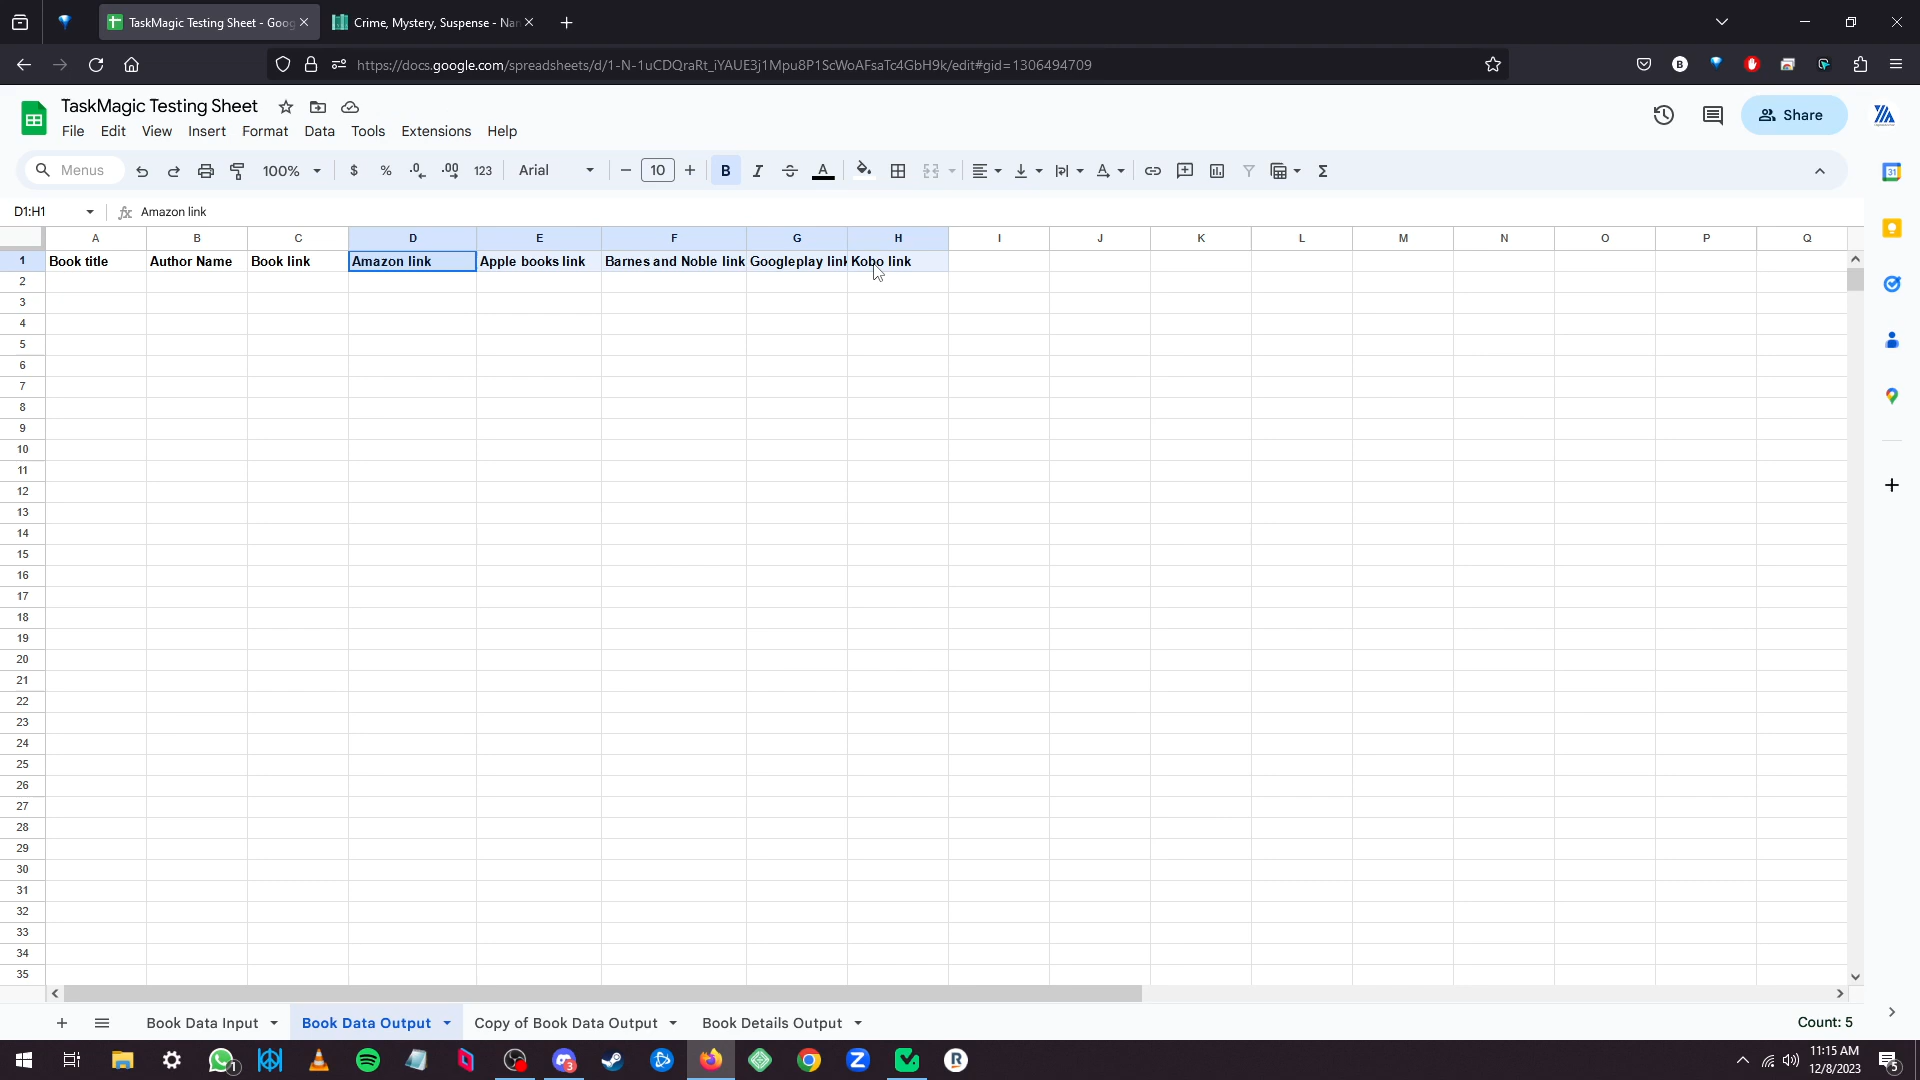 TaskMagic Testing Sheet - Goog
Crime, Mystery, Suspense - Nar
https://docs.google.com/spreadsheets/d/1-N-1uCDQraRt_iYAUE3j1Mpu8P1ScWoAFsaTc4GbH9k/edit#gid=1306494709
TaskMagic Testing Sheet
File Edit View Insert Format Data Tools Extensions Help
Share
Menus 100% $ % .0 .00 123 Arial 10 B I A
D1:H1 fx Amazon link
A B C D E F G H I J K L M N O P Q
1 Book title Author Name Book link Amazon link Apple books link Barnes and Noble link Googleplay link Kobo link
2
3
4
5
6
7
8
9
10
11
12
13
14
15
16
17
18
19
20
21
22
23
24
25
26
27
28
29
30
31
32
33
34
35
Book Data Input Book Data Output Copy of Book Data Output Book Details Output Count: 5
11:15 AM
12/8/2023